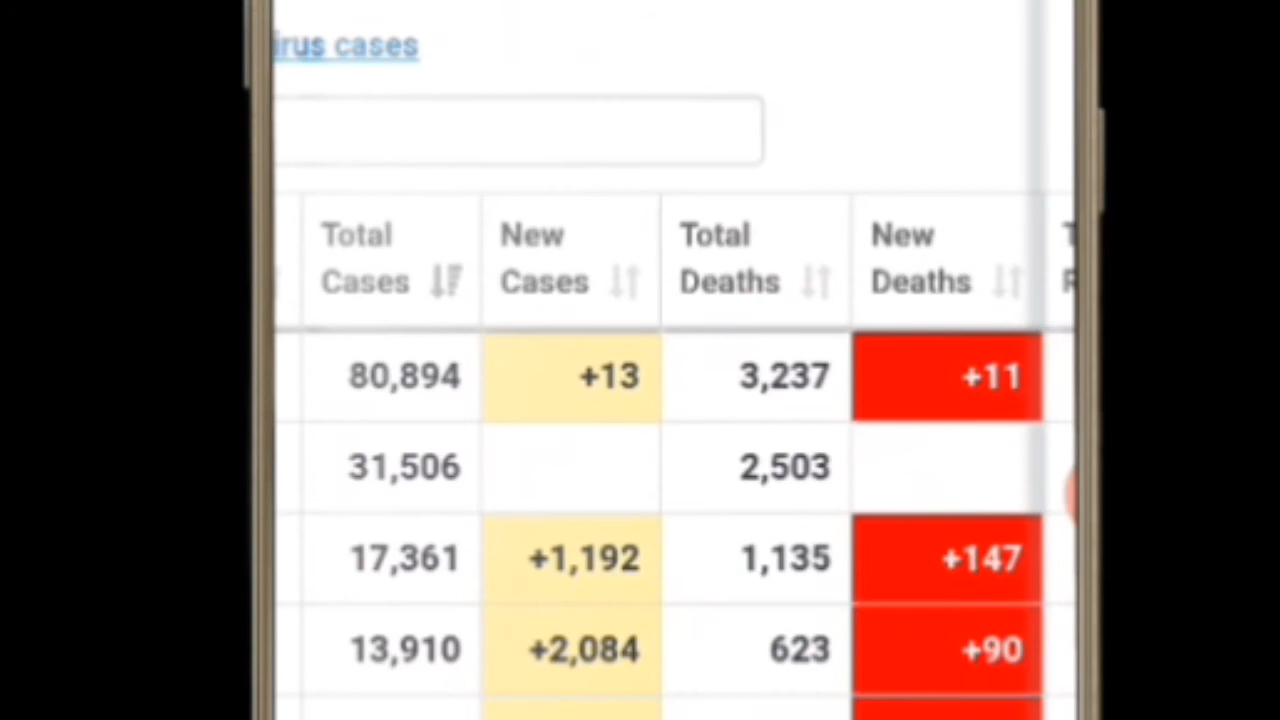 irus cases
Total New Total New
Cases Cases Deaths Deaths
80,894 +13 3,237 +11
31,506 2,503
17,361 +1,192 1,135 +147
13,910 +2,084 623 +90